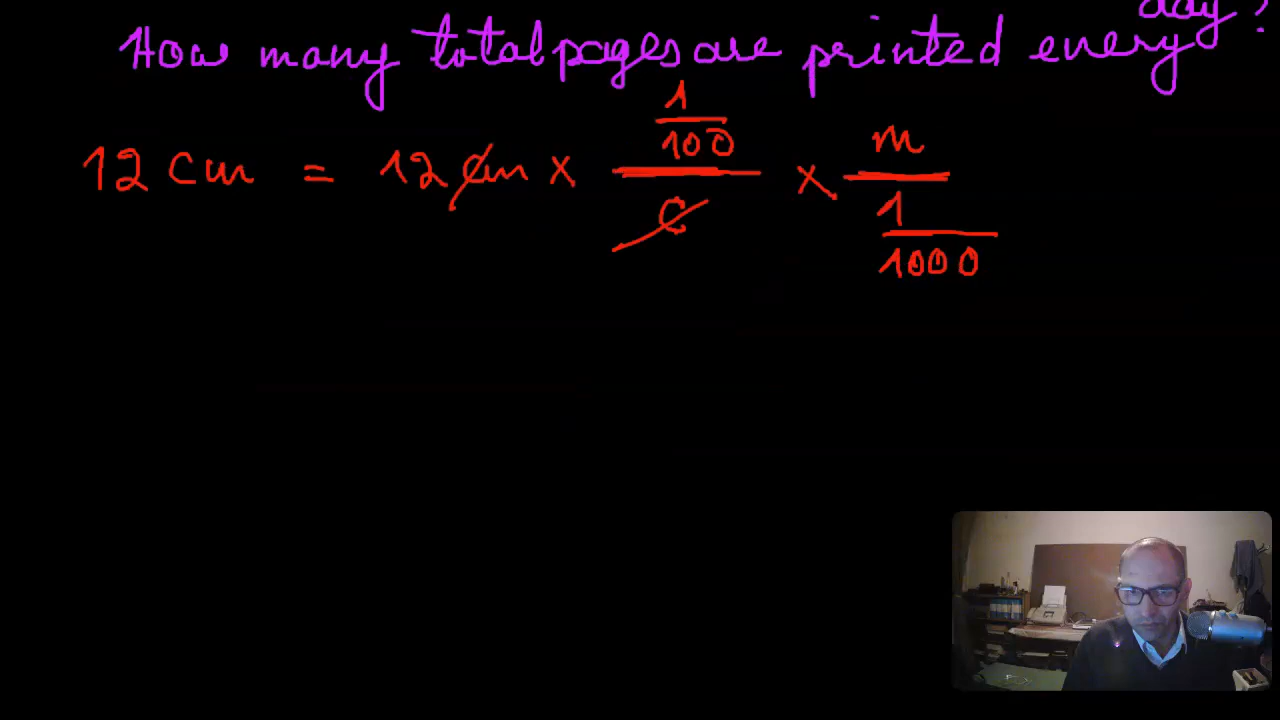 How many total pages are printed every day?
12 cm = 12 cm × (1/100)/c × m/(1/1000)